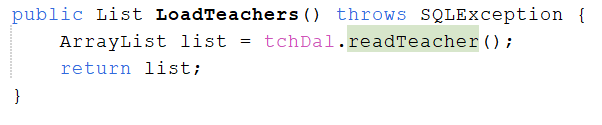 public List LoadTeachers() throws SQLException {
    ArrayList list = tchDal.readTeacher();
    return list;
}